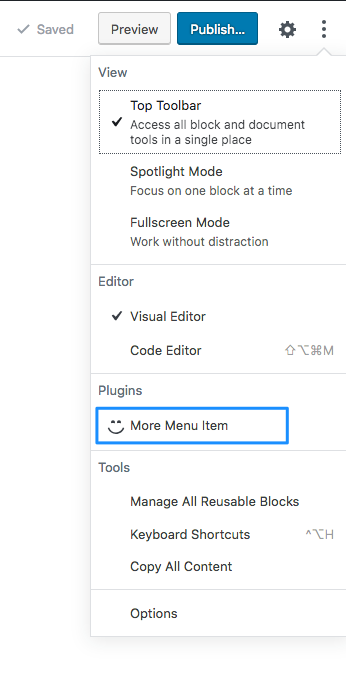 Saved
Preview
Publish...
View
Top Toolbar
Access all block and document
tools in a single place
Spotlight Mode
Focus on one block at a time
Fullscreen Mode
Work without distraction
Editor
Visual Editor
Code Editor ⇧⌥⌘M
Plugins
More Menu Item
Tools
Manage All Reusable Blocks
Keyboard Shortcuts ^⌥H
Copy All Content
Options